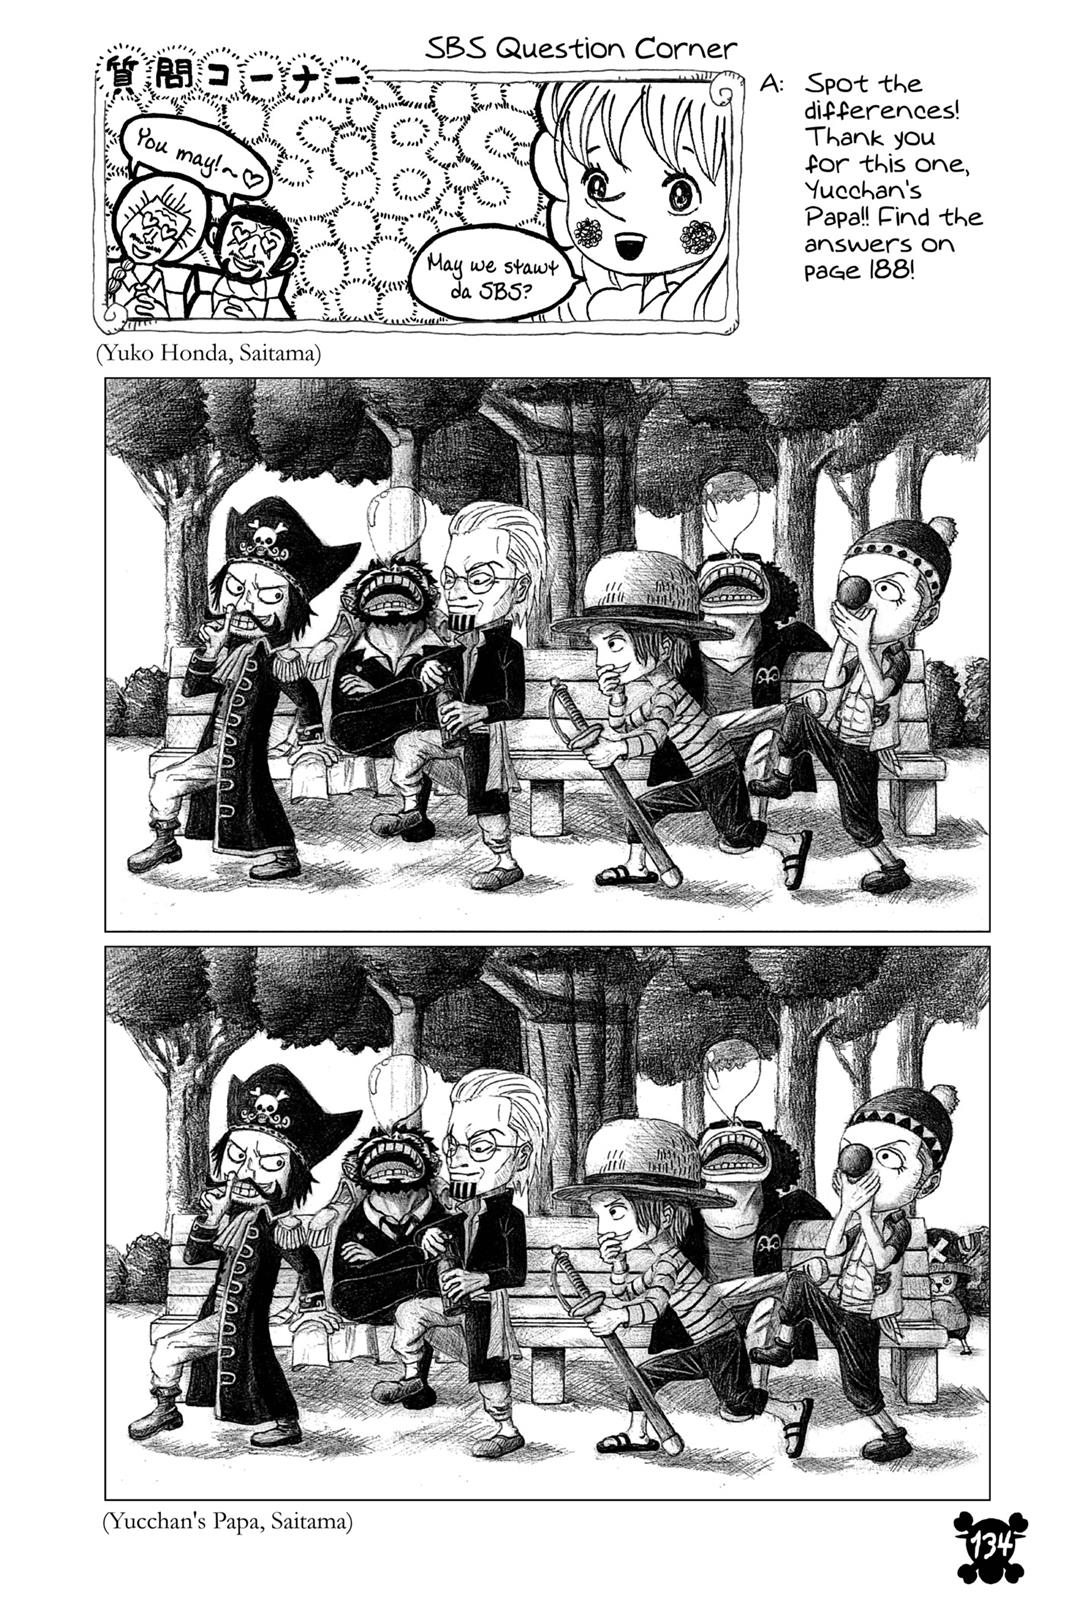 SBS Question Corner
質問コーナー
SBS
You may!~♡
May we stawt
da SBS?
A: Spot the
differences!
Thank you
for this one,
Yucchan's
Papa!! Find the
answers on
page 188!
(Yuko Honda, Saitama)
(Yucchan's Papa, Saitama)
134